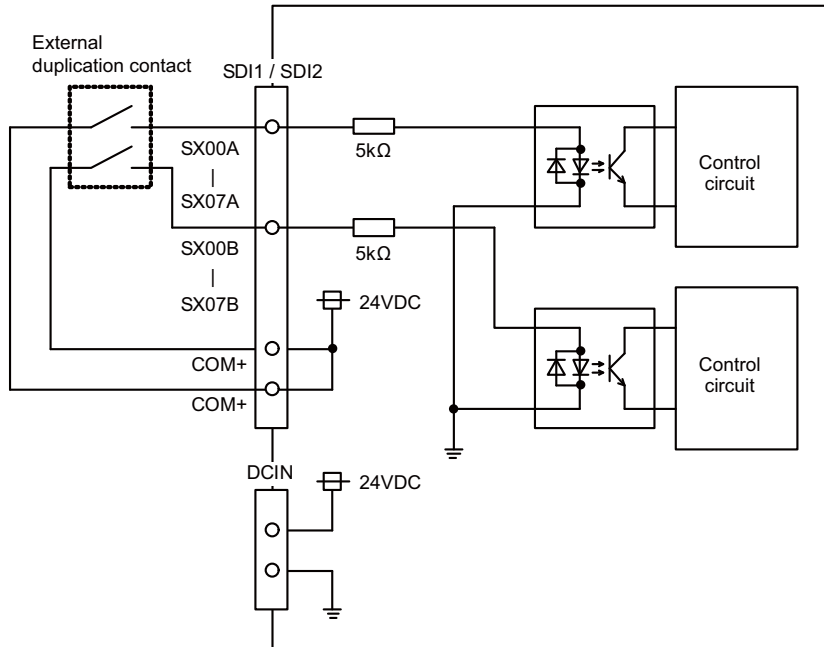 External
duplication contact
SDI1 / SDI2
SX00A
|
SX07A
5kΩ
Control
circuit
SX00B
|
SX07B
5kΩ
24VDC
COM+
COM+
Control
circuit
DCIN
24VDC